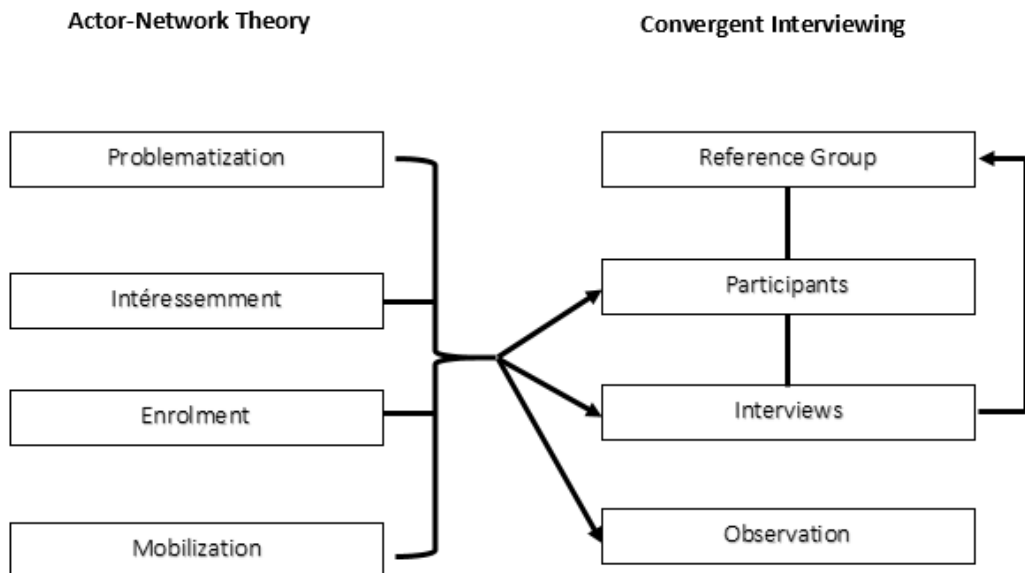 Actor-Network Theory
Convergent Interviewing
Problematization
Reference Group
Intéressemment
Participants
Enrolment
Interviews
Mobilization
Observation